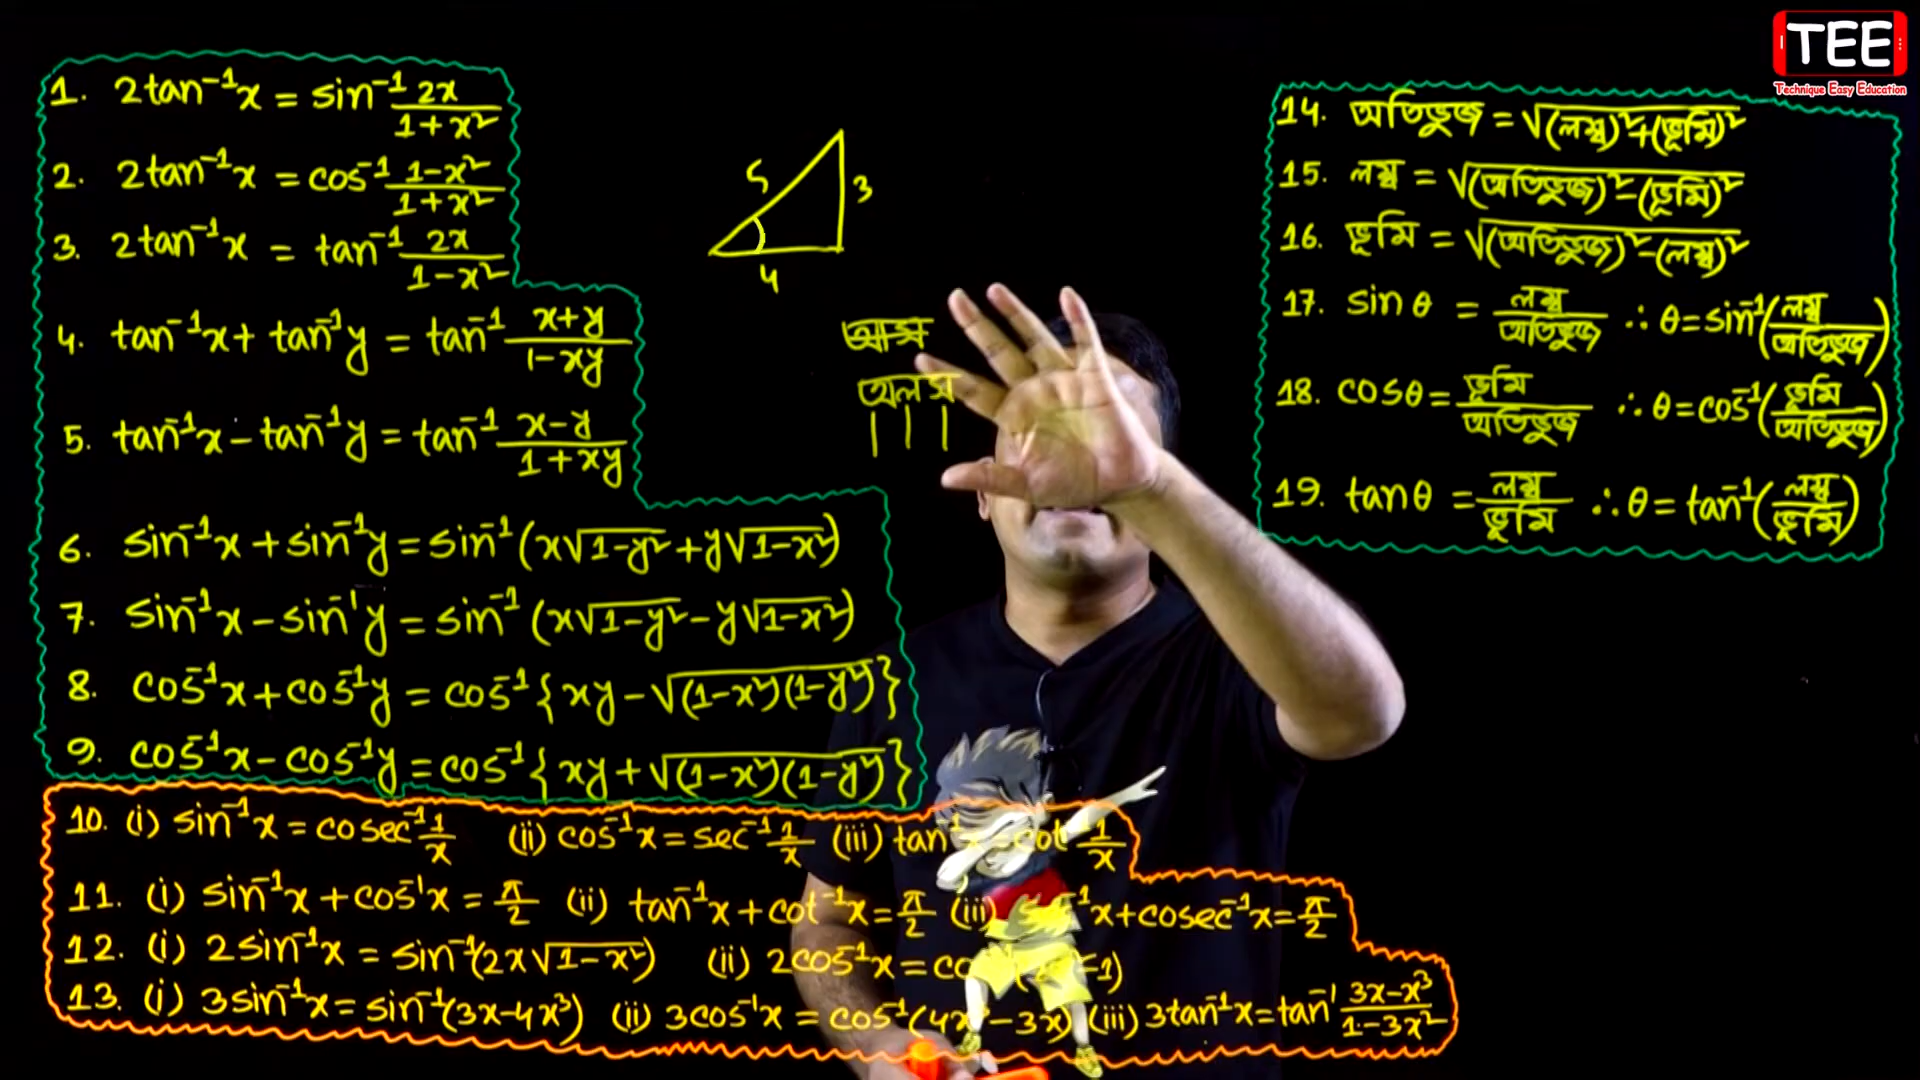 TEE
Technique Easy Education
1. 2tan⁻¹x = sin⁻¹ 2x/(1+x²)
2. 2tan⁻¹x = cos⁻¹ (1-x²)/(1+x²)
3. 2tan⁻¹x = tan⁻¹ 2x/(1-x²)
4. tan⁻¹x + tan⁻¹y = tan⁻¹ (x+y)/(1-xy)
5. tan⁻¹x - tan⁻¹y = tan⁻¹ (x-y)/(1+xy)
6. sin⁻¹x + sin⁻¹y = sin⁻¹(x√(1-y²) + y√(1-x²))
7. sin⁻¹x - sin⁻¹y = sin⁻¹(x√(1-y²) - y√(1-x²))
8. cos⁻¹x + cos⁻¹y = cos⁻¹{xy - √((1-x²)(1-y²))}
9. cos⁻¹x - cos⁻¹y = cos⁻¹{xy + √((1-x²)(1-y²))}
10. (i) sin⁻¹x = cosec⁻¹ 1/x (ii) cos⁻¹x = sec⁻¹ 1/x (iii) tan⁻¹x = cot⁻¹ 1/x
11. (i) sin⁻¹x + cos⁻¹x = π/2 (ii) tan⁻¹x + cot⁻¹x = π/2 (iii) ⁻¹x + cosec⁻¹x = π/2
12. (i) 2sin⁻¹x = sin⁻¹(2x√(1-x²)) (ii) 2cos⁻¹x = co -1)
13. (i) 3sin⁻¹x = sin⁻¹(3x-4x³) (ii) 3cos⁻¹x = cos⁻¹(4x³-3x) (iii) 3tan⁻¹x = tan⁻¹ (3x-x³)/(1-3x²)
5
3
4
অলস
14. অতিভুজ = √((লম্ব)²+(ভূমি)²)
15. লম্ব = √((অতিভুজ)²-(ভূমি)²)
16. ভূমি = √((অতিভুজ)²-(লম্ব)²)
17. sinθ = লম্ব/অতিভুজ ∴ θ = sin⁻¹(লম্ব/অতিভুজ)
18. cosθ = ভূমি/অতিভুজ ∴ θ = cos⁻¹(ভূমি/অতিভুজ)
19. tanθ = লম্ব/ভূমি ∴ θ = tan⁻¹(লম্ব/ভূমি)